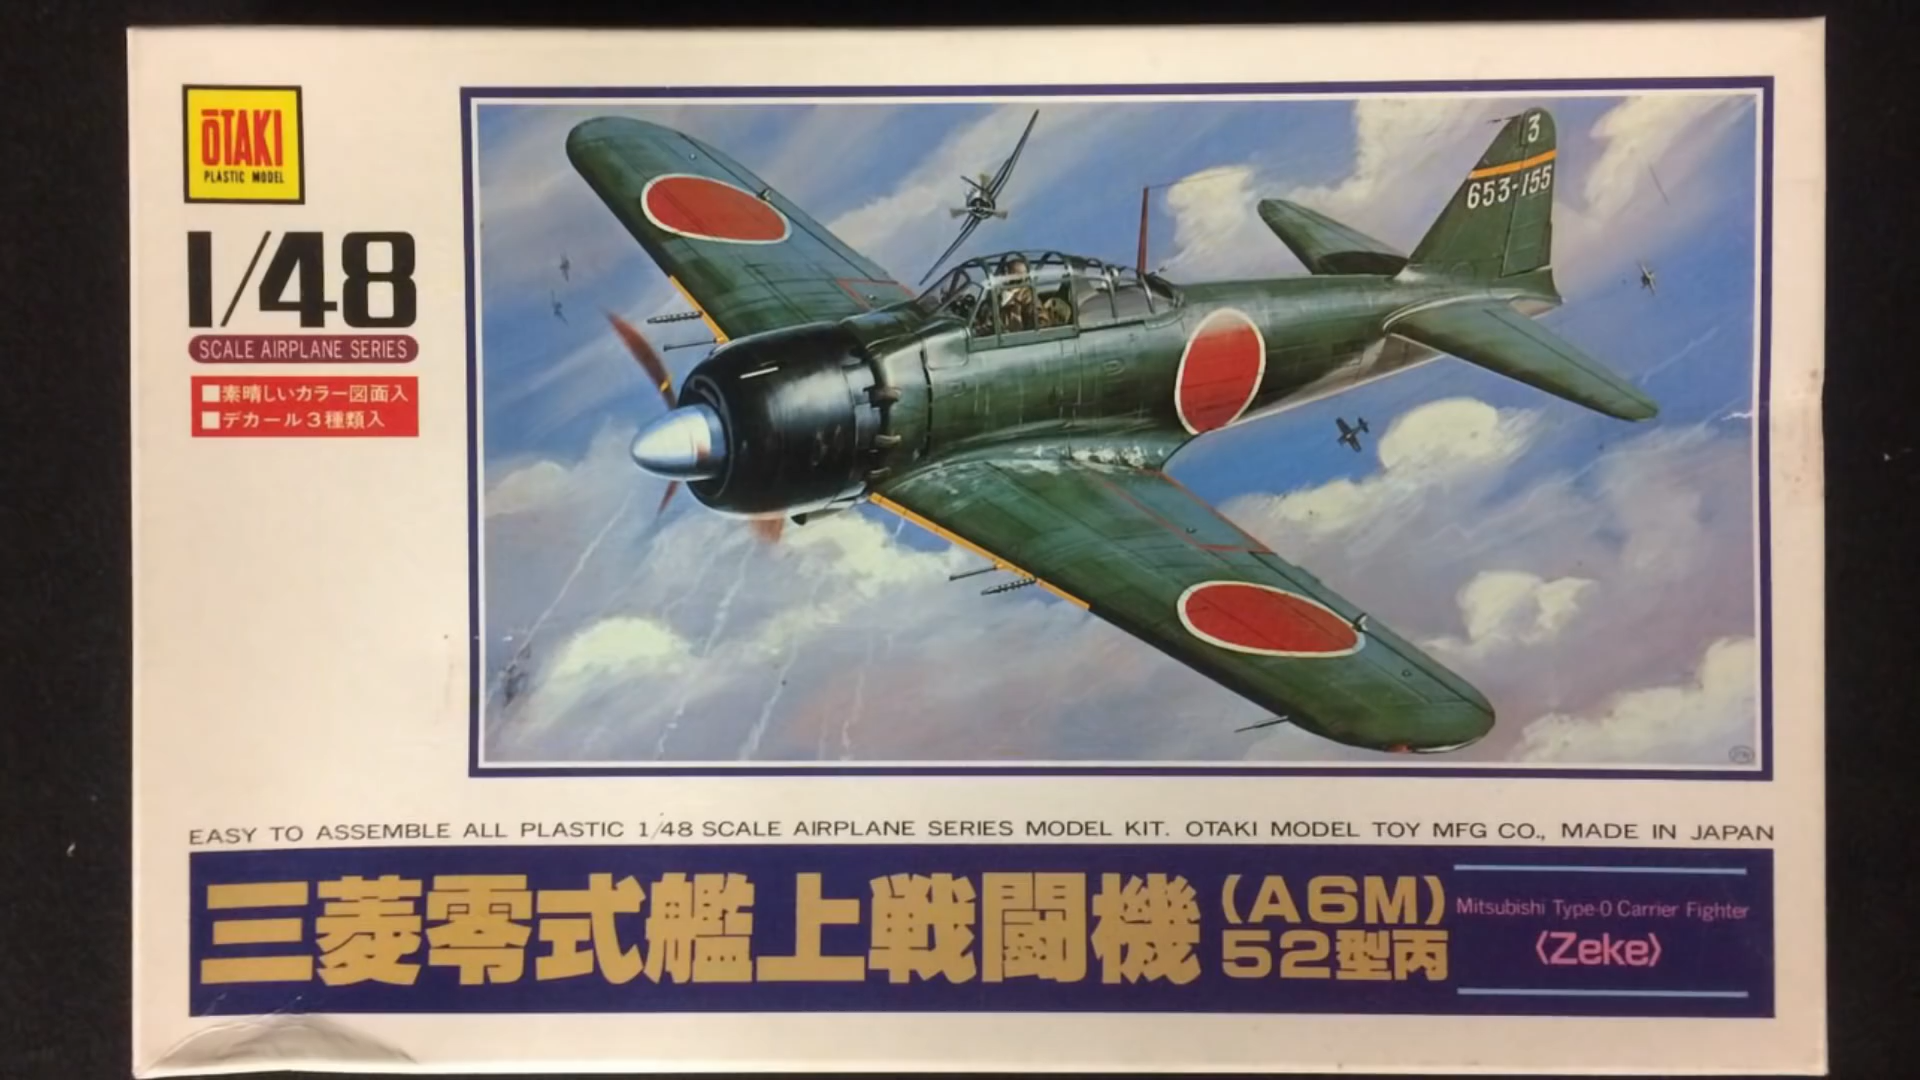 ŌTAKI
PLASTIC MODEL
1/48
SCALE AIRPLANE SERIES
■素晴しいカラー図面入
■デカール3種類入
3
653-155
EASY TO ASSEMBLE ALL PLASTIC 1/48 SCALE AIRPLANE SERIES MODEL KIT. OTAKI MODEL TOY MFG CO., MADE IN JAPAN
三菱零式艦上戦闘機
(A6M)
52型丙
Mitsubishi Type-0 Carrier Fighter
〈Zeke〉